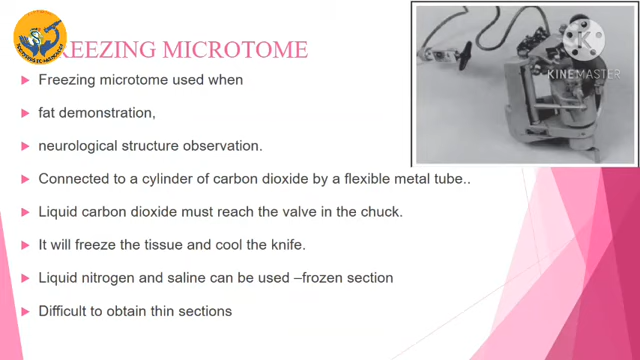 REEZING MICROTOME
Freezing microtome used when
fat demonstration,
neurological structure observation.
Connected to a cylinder of carbon dioxide by a flexible metal tube..
Liquid carbon dioxide must reach the valve in the chuck.
It will freeze the tissue and cool the knife.
Liquid nitrogen and saline can be used –frozen section
Difficult to obtain thin sections
KINEMASTER